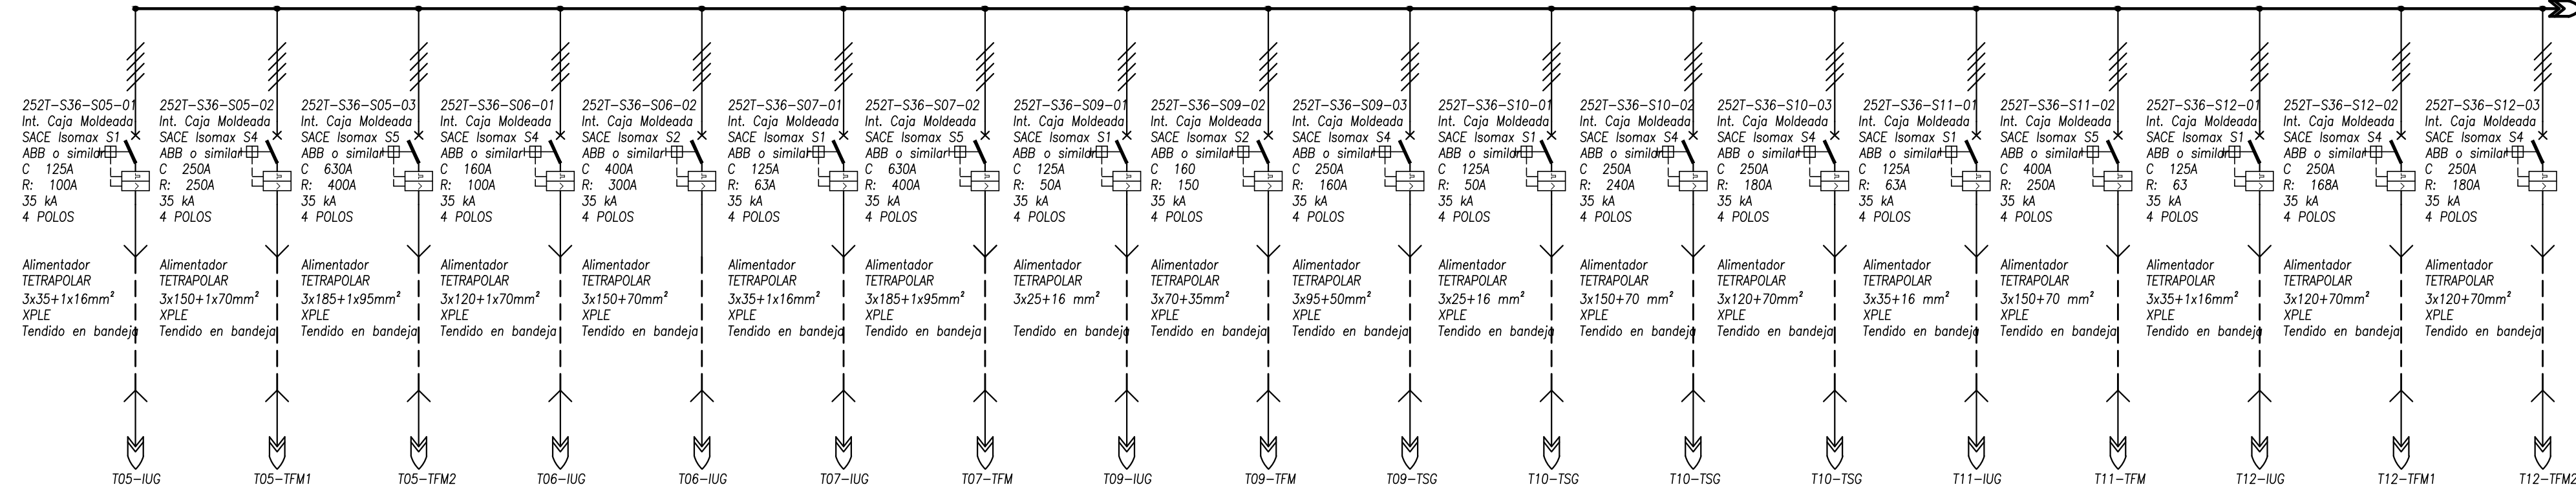 252T-S36-S05-01
Int. Caja Moldeada
SACE Isomax S1
ABB o similar
C 125A
R: 100A
35 kA
4 POLOS
Alimentador
TETRAPOLAR
3x35+1x16mm²
XPLE
Tendido en bandeja
T05-IUG
252T-S36-S05-02
Int. Caja Moldeada
SACE Isomax S4
ABB o similar
C 250A
R: 250A
35 kA
4 POLOS
Alimentador
TETRAPOLAR
3x150+1x70mm²
XPLE
Tendido en bandeja
T05-TFM1
252T-S36-S05-03
Int. Caja Moldeada
SACE Isomax S5
ABB o similar
C 630A
R: 400A
35 kA
4 POLOS
Alimentador
TETRAPOLAR
3x185+1x95mm²
XPLE
Tendido en bandeja
T05-TFM2
252T-S36-S06-01
Int. Caja Moldeada
SACE Isomax S4
ABB o similar
C 160A
R: 100A
35 kA
4 POLOS
Alimentador
TETRAPOLAR
3x120+1x70mm²
XPLE
Tendido en bandeja
T06-IUG
252T-S36-S06-02
Int. Caja Moldeada
SACE Isomax S2
ABB o similar
C 400A
R: 300A
35 kA
4 POLOS
Alimentador
TETRAPOLAR
3x150+70mm²
XPLE
Tendido en bandeja
T06-IUG
252T-S36-S07-01
Int. Caja Moldeada
SACE Isomax S1
ABB o similar
C 125A
R: 63A
35 kA
4 POLOS
Alimentador
TETRAPOLAR
3x35+1x16mm²
XPLE
Tendido en bandeja
T07-IUG
252T-S36-S07-02
Int. Caja Moldeada
SACE Isomax S5
ABB o similar
C 630A
R: 400A
35 kA
4 POLOS
Alimentador
TETRAPOLAR
3x185+1x95mm²
XPLE
Tendido en bandeja
T07-TFM
252T-S36-S09-01
Int. Caja Moldeada
SACE Isomax S1
ABB o similar
C 125A
R: 50A
35 kA
4 POLOS
Alimentador
TETRAPOLAR
3x25+16 mm²
Tendido en bandeja
T09-IUG
252T-S36-S09-02
Int. Caja Moldeada
SACE Isomax S2
ABB o similar
C 160
R: 150
35 kA
4 POLOS
Alimentador
TETRAPOLAR
3x70+35mm²
XPLE
Tendido en bandeja
T09-TFM
252T-S36-S09-03
Int. Caja Moldeada
SACE Isomax S4
ABB o similar
C 250A
R: 160A
35 kA
4 POLOS
Alimentador
TETRAPOLAR
3x95+50mm²
XPLE
Tendido en bandeja
T09-TSG
252T-S36-S10-01
Int. Caja Moldeada
SACE Isomax S1
ABB o similar
C 125A
R: 50A
35 kA
4 POLOS
Alimentador
TETRAPOLAR
3x25+16 mm²
XPLE
Tendido en bandeja
T10-TSG
252T-S36-S10-02
Int. Caja Moldeada
SACE Isomax S4
ABB o similar
C 250A
R: 240A
35 kA
4 POLOS
Alimentador
TETRAPOLAR
3x150+70 mm²
XPLE
Tendido en bandeja
T10-TSG
252T-S36-S10-03
Int. Caja Moldeada
SACE Isomax S4
ABB o similar
C 250A
R: 180A
35 kA
4 POLOS
Alimentador
TETRAPOLAR
3x120+70mm²
XPLE
Tendido en bandeja
T10-TSG
252T-S36-S11-01
Int. Caja Moldeada
SACE Isomax S1
ABB o similar
C 125A
R: 63A
35 kA
4 POLOS
Alimentador
TETRAPOLAR
3x35+16 mm²
XPLE
Tendido en bandeja
T11-IUG
252T-S36-S11-02
Int. Caja Moldeada
SACE Isomax S5
ABB o similar
C 400A
R: 250A
35 kA
4 POLOS
Alimentador
TETRAPOLAR
3x150+70 mm²
XPLE
Tendido en bandeja
T11-TFM
252T-S36-S12-01
Int. Caja Moldeada
SACE Isomax S1
ABB o similar
C 125A
R: 63
35 kA
4 POLOS
Alimentador
TETRAPOLAR
3x35+1x16mm²
XPLE
Tendido en bandeja
T12-IUG
252T-S36-S12-02
Int. Caja Moldeada
SACE Isomax S4
ABB o similar
C 250A
R: 168A
35 kA
4 POLOS
Alimentador
TETRAPOLAR
3x120+70mm²
XPLE
Tendido en bandeja
T12-TFM1
252T-S36-S12-03
Int. Caja Moldeada
SACE Isomax S4
ABB o similar
C 250A
R: 180A
35 kA
4 POLOS
Alimentador
TETRAPOLAR
3x120+70mm²
XPLE
Tendido en bandeja
T12-TFM2